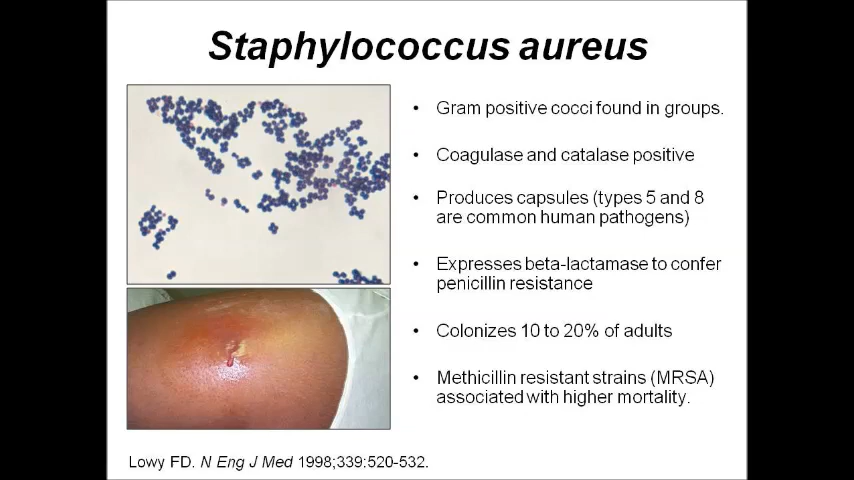 Staphylococcus aureus
• Gram positive cocci found in groups.
• Coagulase and catalase positive
• Produces capsules (types 5 and 8
are common human pathogens)
• Expresses beta-lactamase to confer
penicillin resistance
• Colonizes 10 to 20% of adults
• Methicillin resistant strains (MRSA)
associated with higher mortality.
Lowy FD. N Eng J Med 1998;339:520-532.